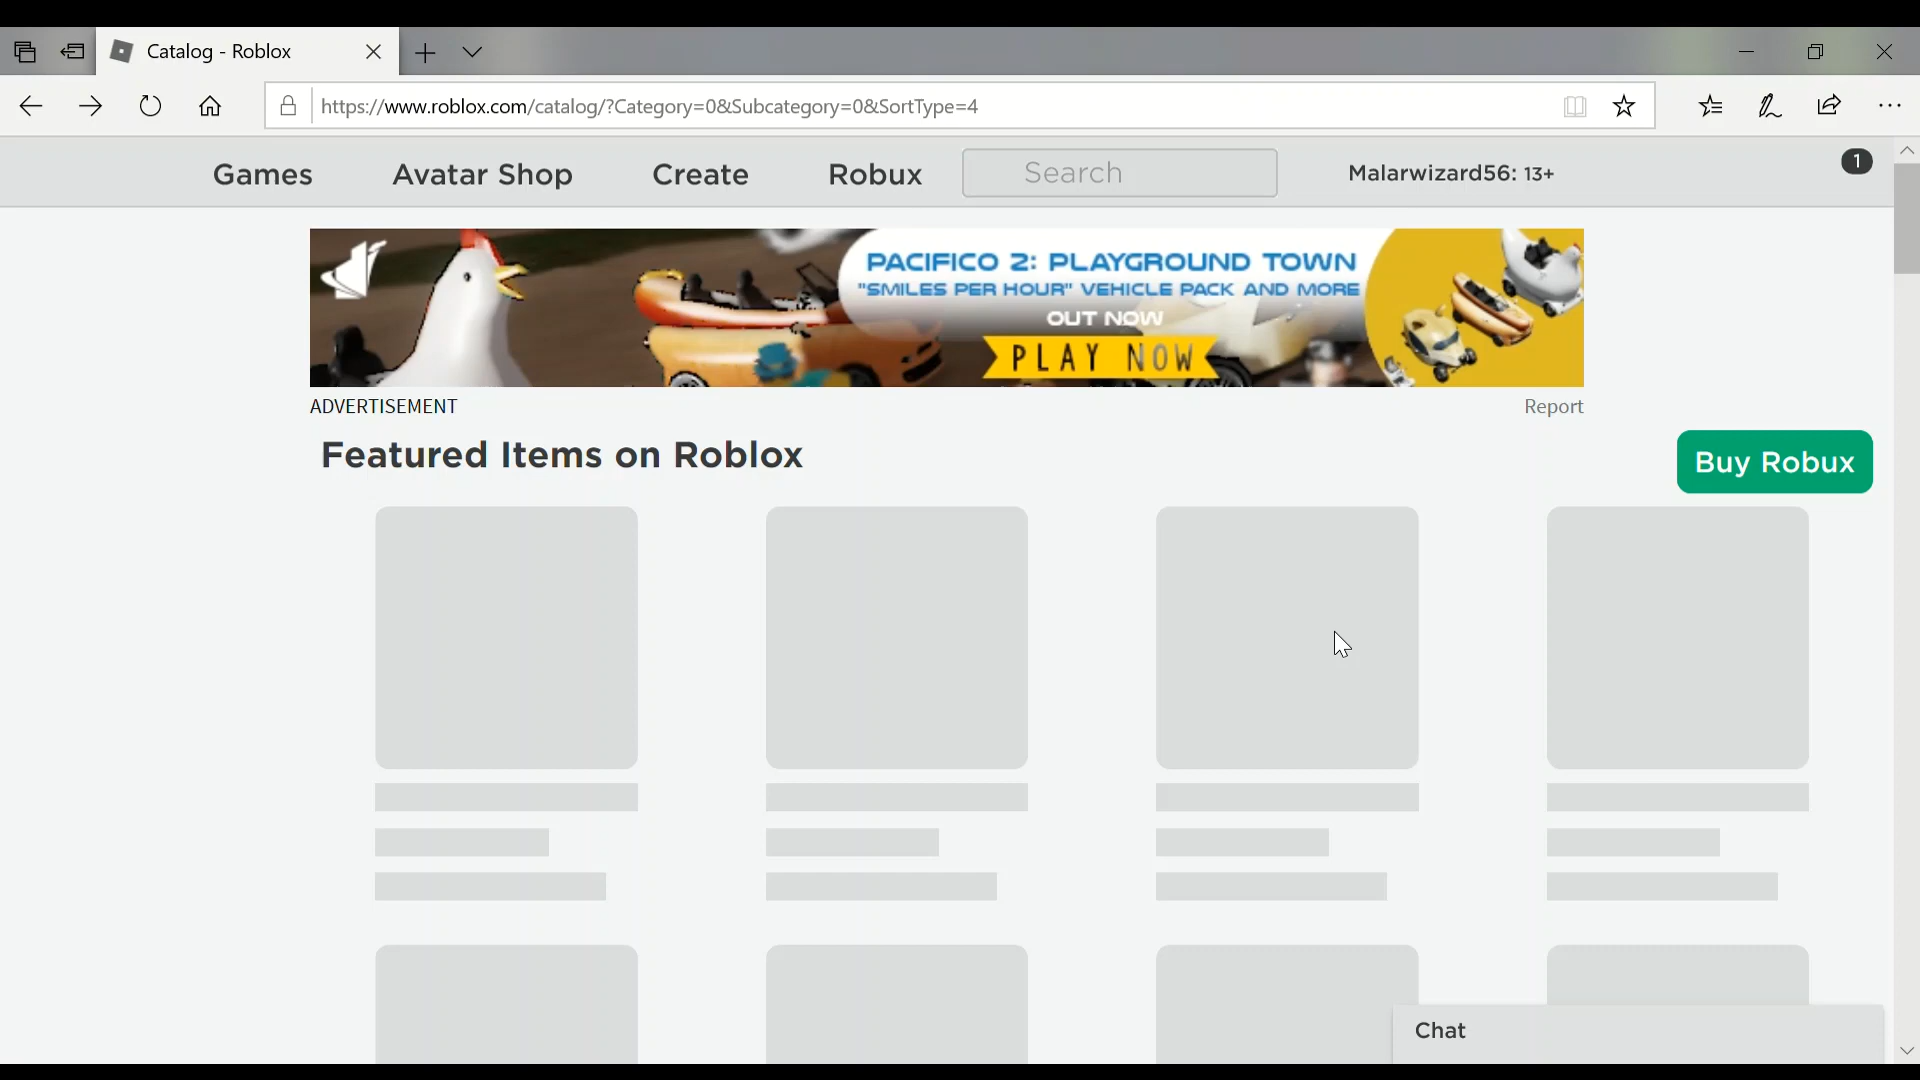 Catalog - Roblox
https://www.roblox.com/catalog/?Category=0&Subcategory=0&SortType=4
Games Avatar Shop Create Robux Search Malarwizard56: 13+ 1
PACIFICO 2: PLAYGROUND TOWN
"SMILES PER HOUR" VEHICLE PACK AND MORE
OUT NOW
PLAY NOW
ADVERTISEMENT Report
Featured Items on Roblox
Buy Robux
Chat